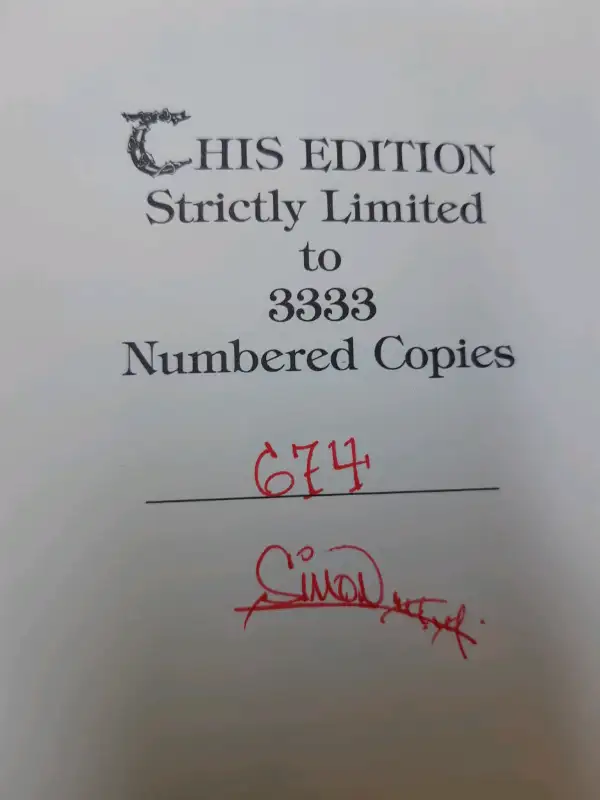 THIS EDITION
Strictly Limited
to
3333
Numbered Copies
674
SIMON